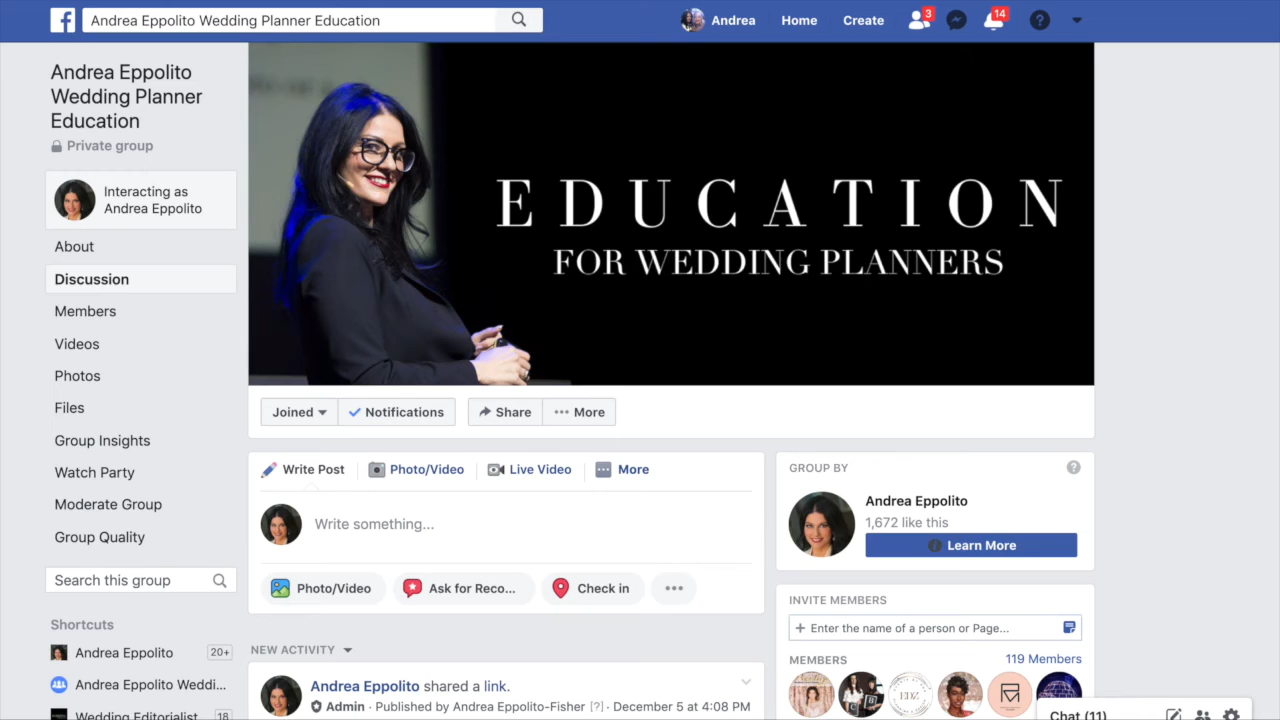 Andrea Eppolito Wedding Planner Education
Andrea
Home
Create
3
14
Andrea Eppolito
Wedding Planner
Education
Private group
Interacting as
Andrea Eppolito
About
Discussion
Members
Videos
Photos
Files
Group Insights
Watch Party
Moderate Group
Group Quality
Search this group
Shortcuts
Andrea Eppolito 20+
Andrea Eppolito Weddi...
Wedding Editorialist 18
EDUCATION
FOR WEDDING PLANNERS
Joined
Notifications
Share
More
Write Post
Photo/Video
Live Video
More
Write something...
Photo/Video
Ask for Reco...
Check in
NEW ACTIVITY
Andrea Eppolito shared a link.
Admin · Published by Andrea Eppolito-Fisher [?] · December 5 at 4:08 PM
GROUP BY
Andrea Eppolito
1,672 like this
Learn More
INVITE MEMBERS
+ Enter the name of a person or Page...
MEMBERS
119 Members
Chat (11)